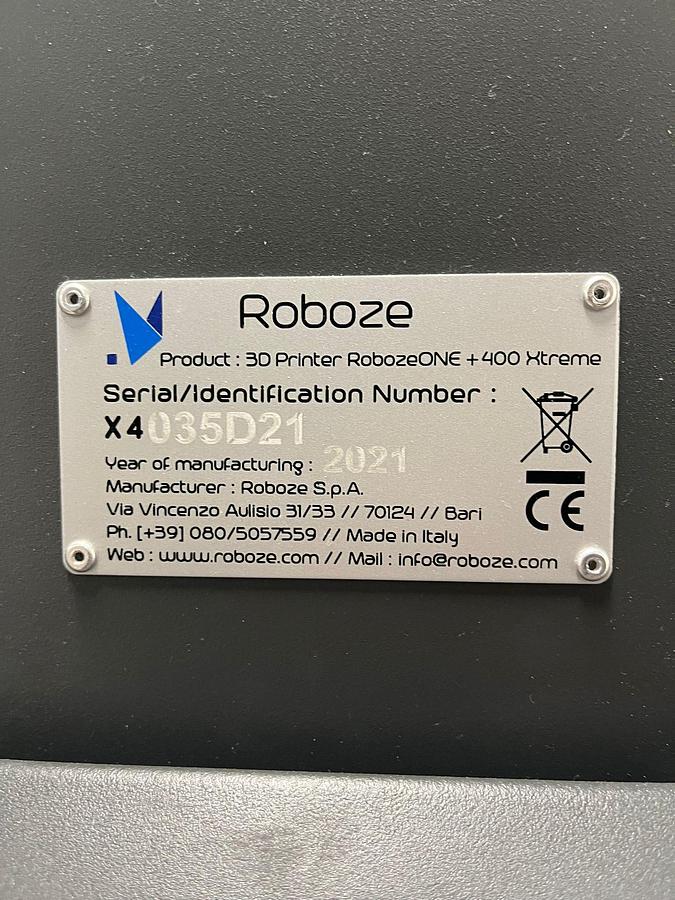 Roboze
Product : 3D Printer RobozeONE +400 Xtreme
Serial/Identification Number :
X4035D21
Year of manufacturing : 2021
Manufacturer : Roboze S.p.A.
Via Vincenzo Aulisio 31/33 // 70124 // Bari
Ph. [+39] 080/5057559 // Made in Italy
Web : www.roboze.com // Mail : info@roboze.com
CE